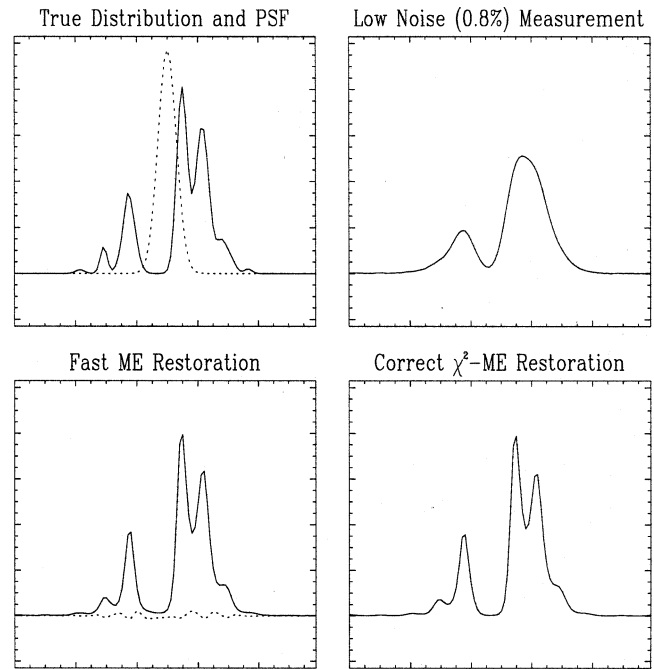 True Distribution and PSF
Low Noise (0.8%) Measurement
Fast ME Restoration
Correct χ²-ME Restoration